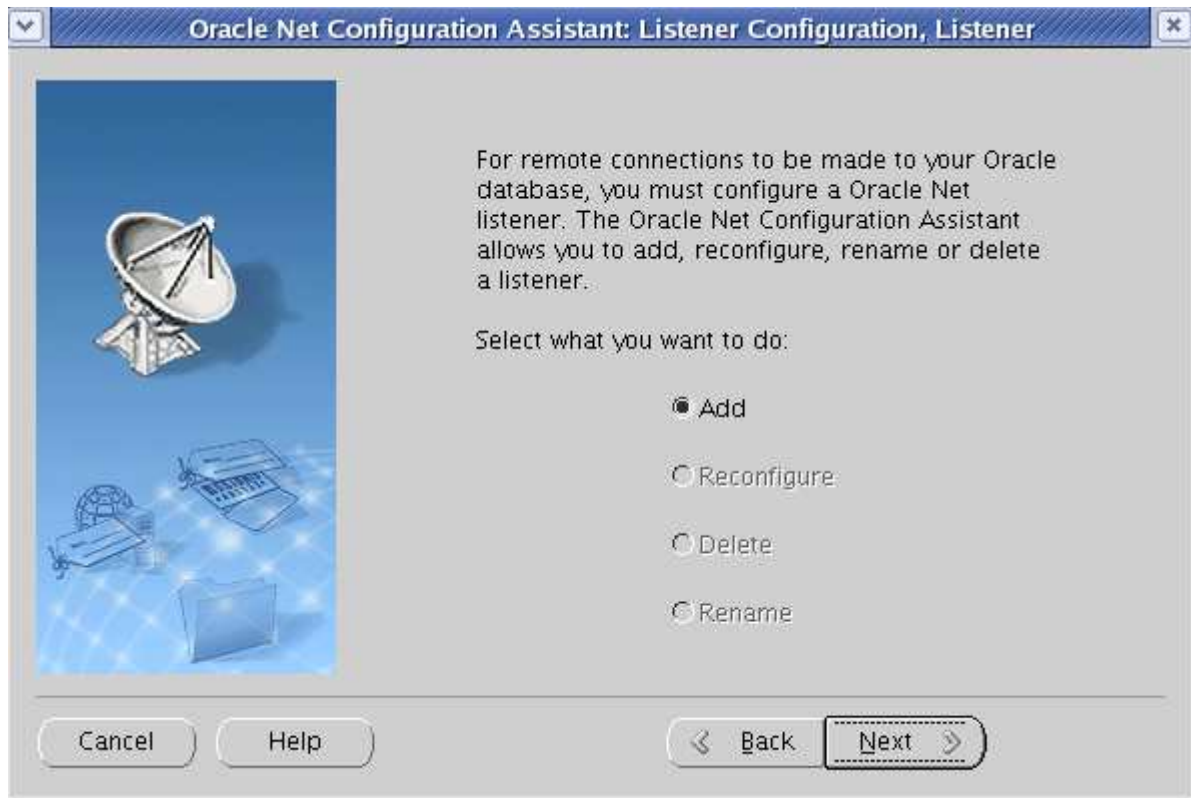 Oracle Net Configuration Assistant: Listener Configuration, Listener
For remote connections to be made to your Oracle
database, you must configure a Oracle Net
listener. The Oracle Net Configuration Assistant
allows you to add, reconfigure, rename or delete
a listener.
Select what you want to do:
Add
Reconfigure
Delete
Rename
Cancel
Help
Back
Next